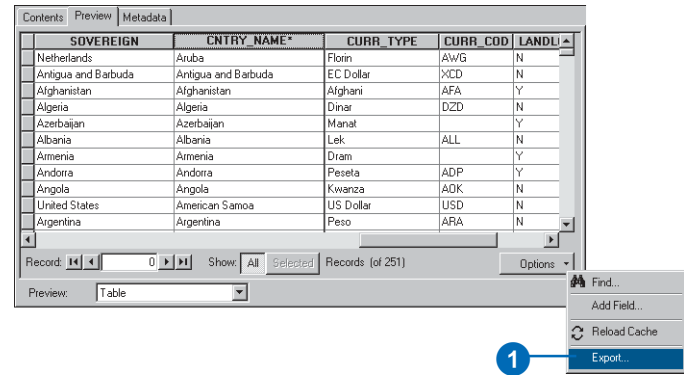 Contents Preview Metadata
SOVEREIGN CNTRY_NAME* CURR_TYPE CURR_COD LANDL
Netherlands Aruba Florin AWG N
Antigua and Barbuda Antigua and Barbuda EC Dollar XCD N
Afghanistan Afghanistan Afghani AFA Y
Algeria Algeria Dinar DZD N
Azerbaijan Azerbaijan Manat Y
Albania Albania Lek ALL N
Armenia Armenia Dram Y
Andorra Andorra Peseta ADP Y
Angola Angola Kwanza AOK N
United States American Samoa US Dollar USD N
Argentina Argentina Peso ARA N
Record: 0 Show: All Selected Records (of 251) Options
Preview: Table
Find...
Add Field...
Reload Cache
1 Export...